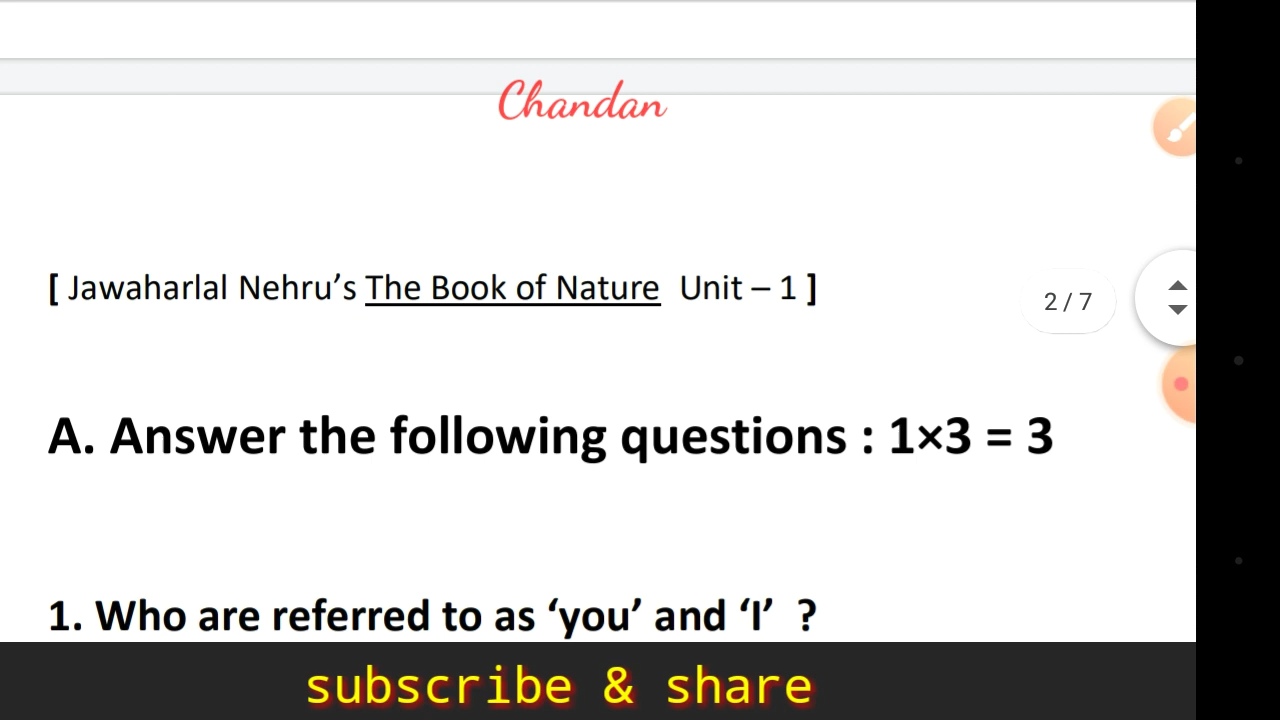 Chandan
[ Jawaharlal Nehru’s The Book of Nature Unit – 1 ]
2 / 7
A. Answer the following questions : 1×3 = 3
1. Who are referred to as ‘you’ and ‘I’ ?
subscribe & share